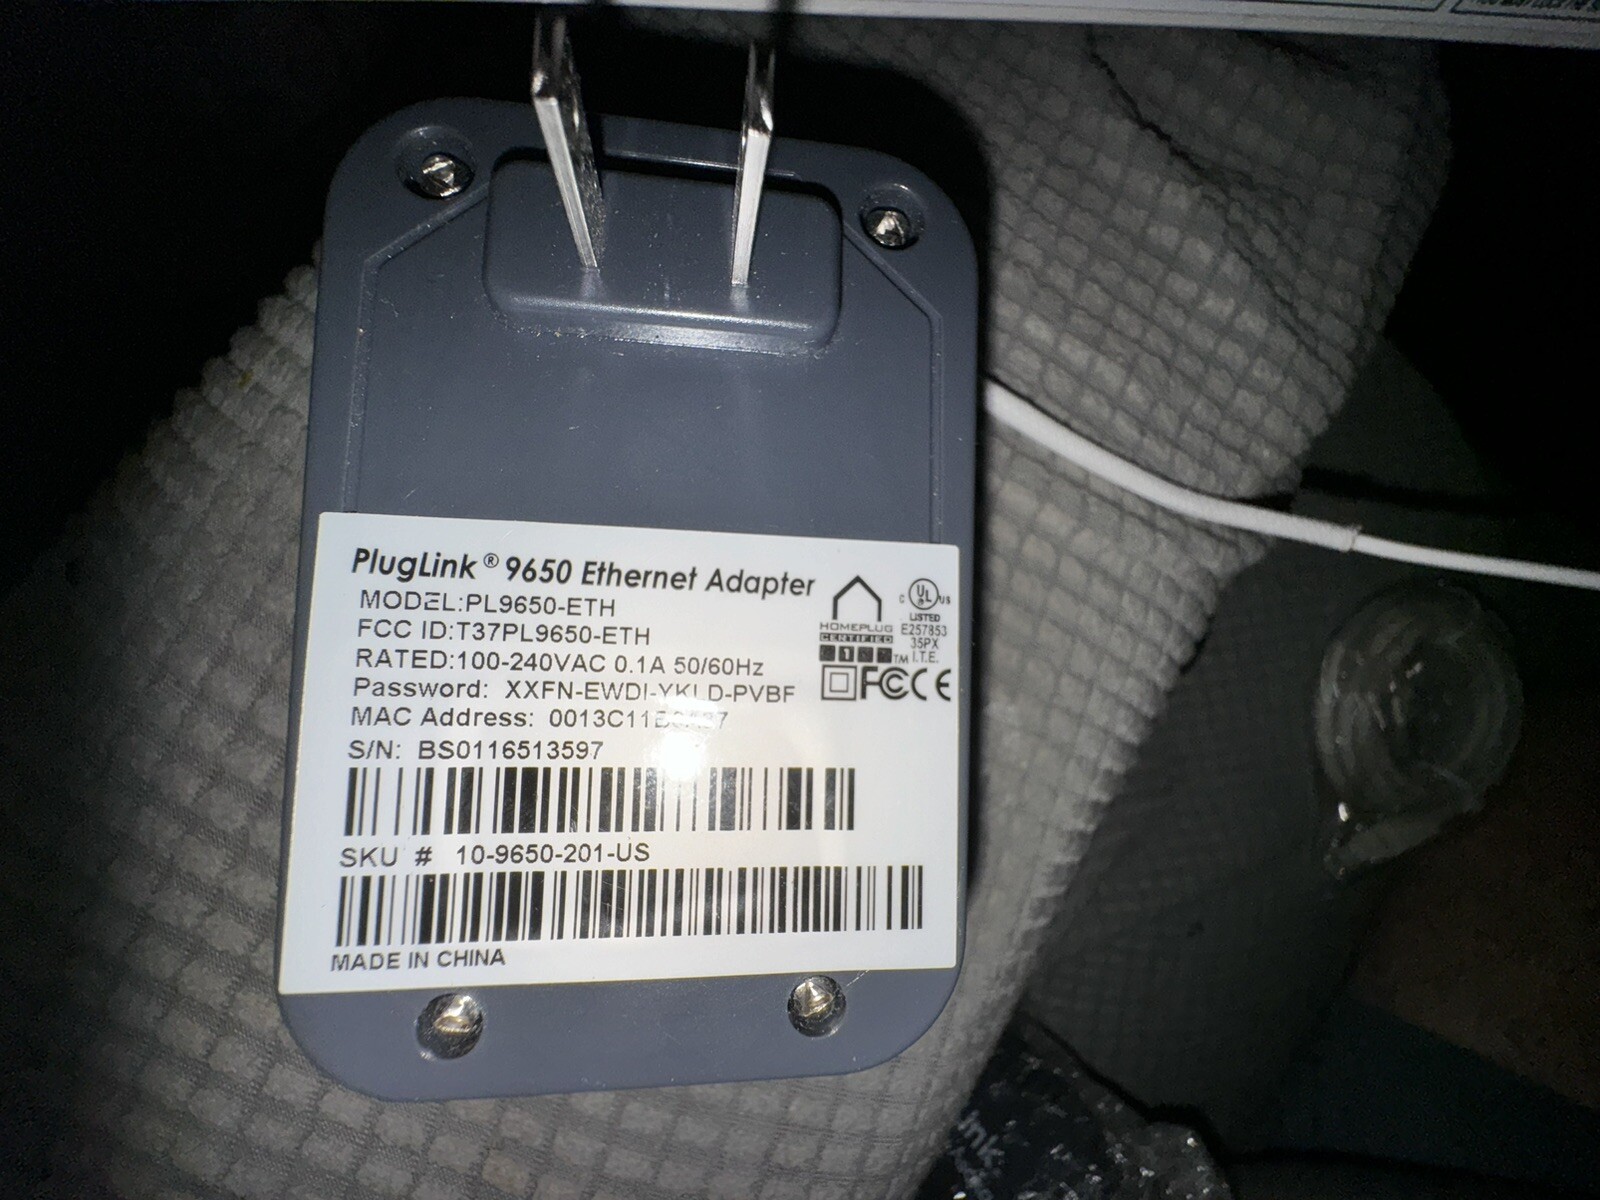 PlugLink® 9650 Ethernet Adapter
MODEL:PL9650-ETH
FCC ID:T37PL9650-ETH
RATED:100-240VAC 0.1A 50/60Hz
Password: XXFN-EWDI-YKLD-PVBF
MAC Address:
S/N: BS0116513597
SKU # 10-9650-201-US
MADE IN CHINA
HOMEPLUG
CERTIFIED
C UL US
LISTED
E257853
35PX
I.T.E.
FC CE